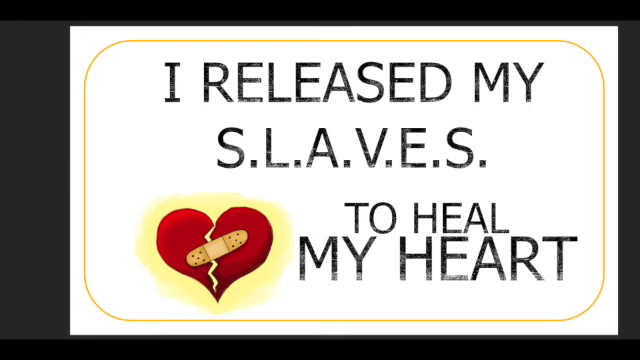 I RELEASED MY
S.L.A.V.E.S.
TO HEAL
MY HEART